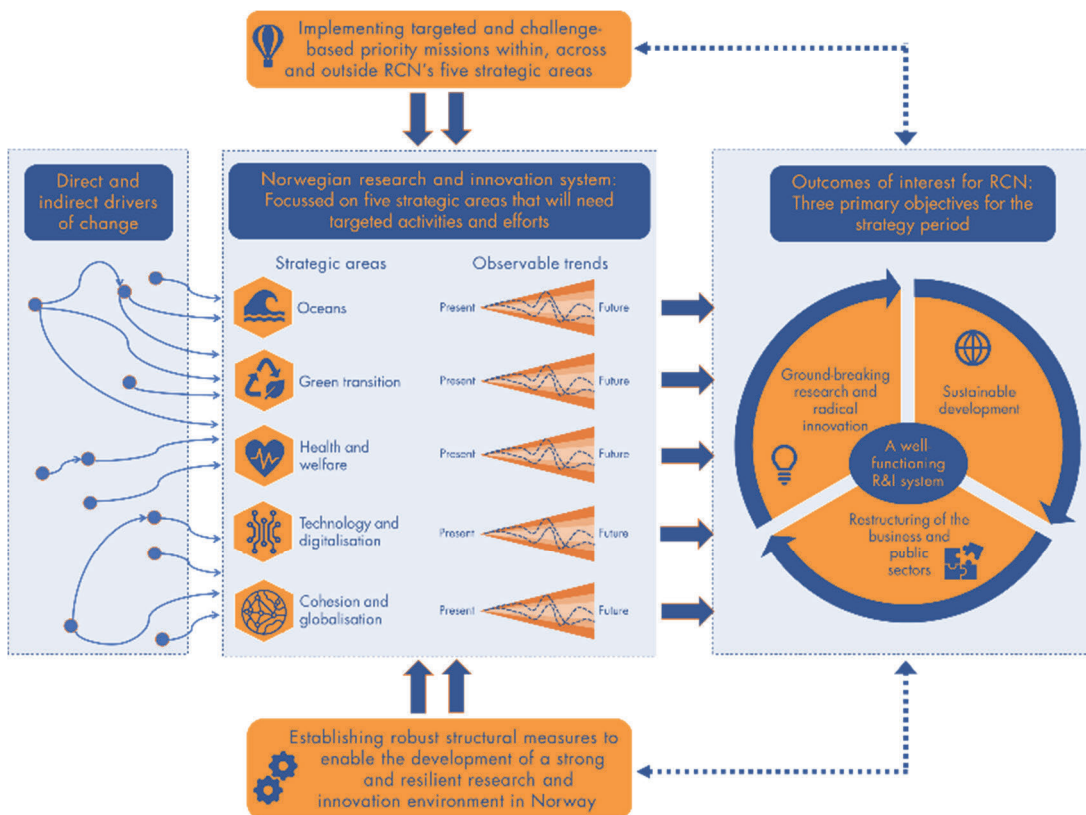 Implementing targeted and challenge-
based priority missions within, across
and outside RCN's five strategic areas
Direct and
indirect drivers
of change
Norwegian research and innovation system:
Focussed on five strategic areas that will need
targeted activities and efforts
Strategic areas
Observable trends
Oceans
Present
Future
Green transition
Present
Future
Health and
welfare
Present
Future
Technology and
digitalisation
Present
Future
Cohesion and
globalisation
Present
Future
Outcomes of interest for RCN:
Three primary objectives for the
strategy period
Ground-breaking
research and
radical
innovation
Sustainable
development
A well-
functioning
R&I system
Restructuring of the
business and
public
sectors
Establishing robust structural measures to
enable the development of a strong
and resilient research and
innovation environment in Norway